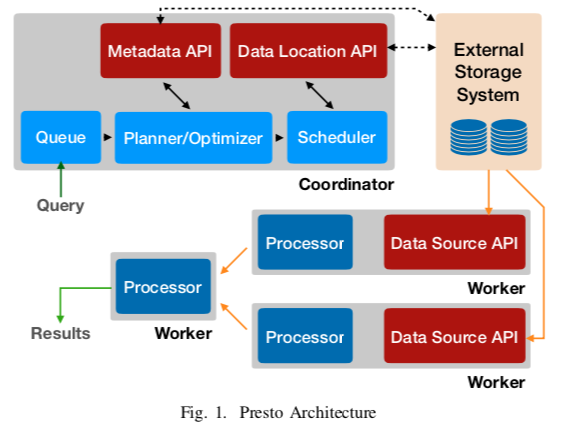 Metadata API
Data Location API
External
Storage
System
Queue
Planner/Optimizer
Scheduler
Coordinator
Query
Processor
Data Source API
Worker
Processor
Results
Worker
Processor
Data Source API
Worker
Fig. 1. Presto Architecture